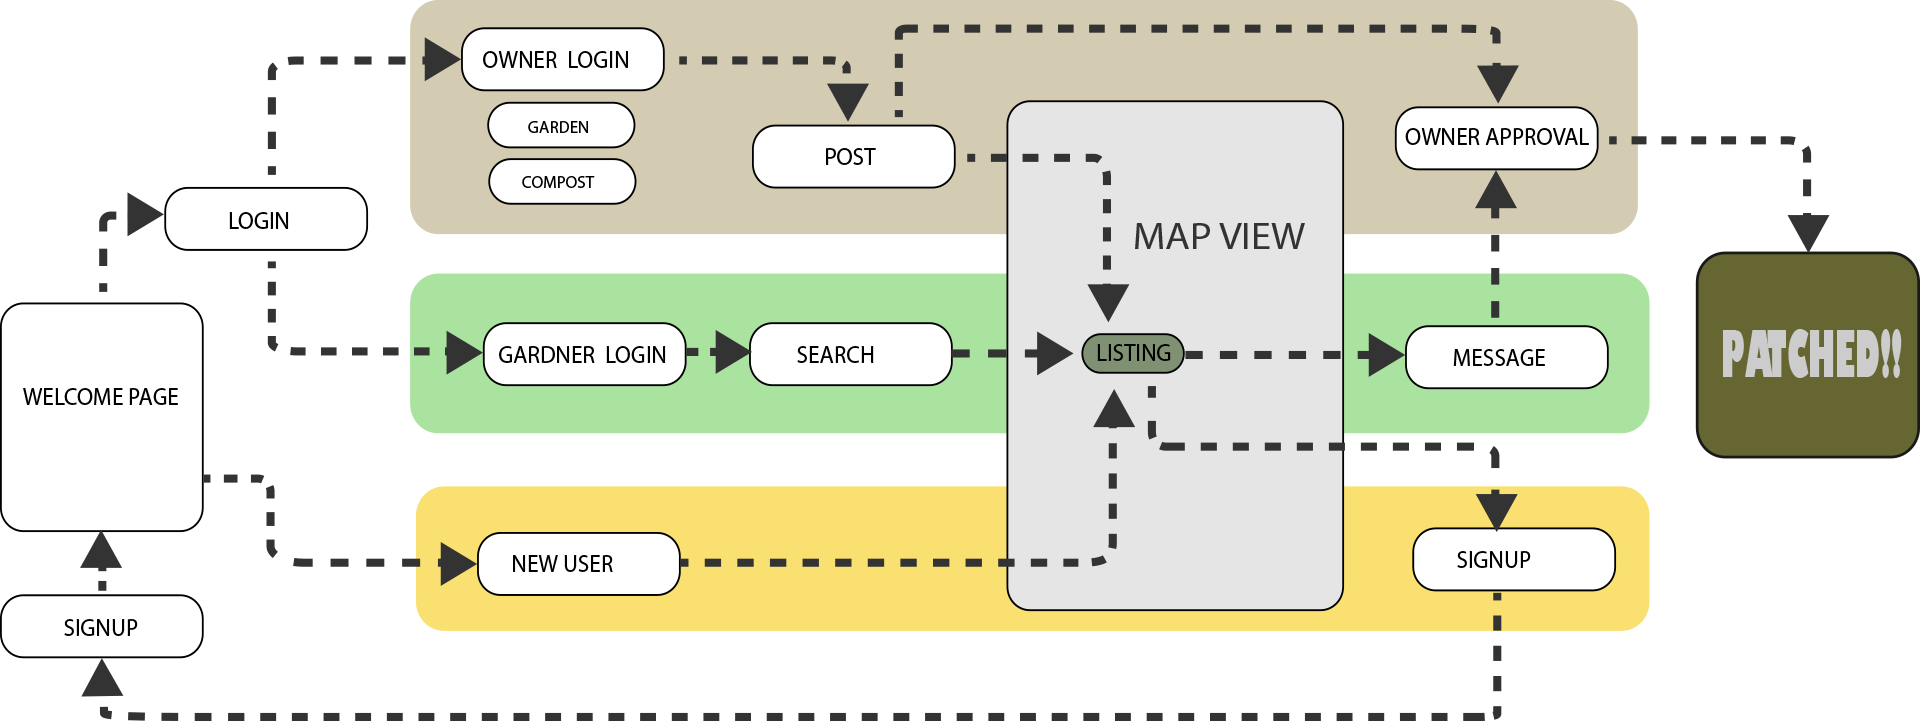 OWNER LOGIN
GARDEN
COMPOST
POST
OWNER APPROVAL
LOGIN
MAP VIEW
GARDNER LOGIN
SEARCH
LISTING
MESSAGE
PATCHED!!
WELCOME PAGE
NEW USER
SIGNUP
SIGNUP